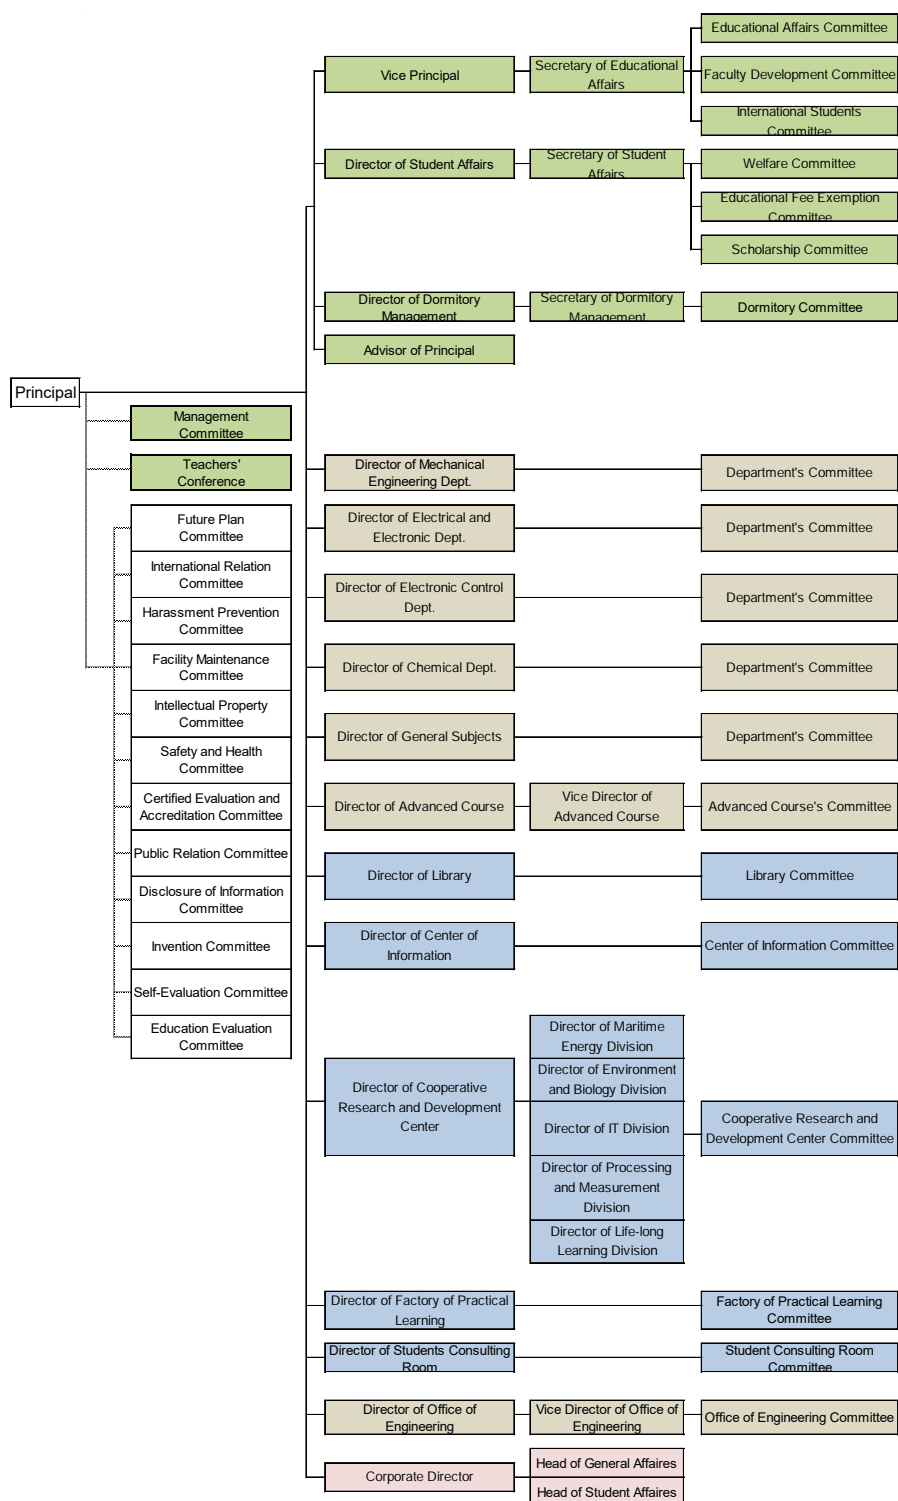 Educational Affairs Committee
Vice Principal
Secretary of Educational
Affairs
Faculty Development Committee
International Students
Committee
Director of Student Affairs
Secretary of Student
Affairs
Welfare Committee
Educational Fee Exemption
Committee
Scholarship Committee
Director of Dormitory
Management
Secretary of Dormitory
Management
Dormitory Committee
Advisor of Principal
Principal
Management
Committee
Teachers'
Conference
Future Plan
Committee
International Relation
Committee
Harassment Prevention
Committee
Facility Maintenance
Committee
Intellectual Property
Committee
Safety and Health
Committee
Certified Evaluation and
Accreditation Committee
Public Relation Committee
Disclosure of Information
Committee
Invention Committee
Self-Evaluation Committee
Education Evaluation
Committee
Director of Mechanical
Engineering Dept.
Department's Committee
Director of Electrical and
Electronic Dept.
Department's Committee
Director of Electronic Control
Dept.
Department's Committee
Director of Chemical Dept.
Department's Committee
Director of General Subjects
Department's Committee
Director of Advanced Course
Vice Director of
Advanced Course
Advanced Course's Committee
Director of Library
Library Committee
Director of Center of
Information
Center of Information Committee
Director of Cooperative
Research and Development
Center
Director of Maritime
Energy Division
Director of Environment
and Biology Division
Director of IT Division
Director of Processing
and Measurement
Division
Director of Life-long
Learning Division
Cooperative Research and
Development Center Committee
Director of Factory of Practical
Learning
Factory of Practical Learning
Committee
Director of Students Consulting
Room
Student Consulting Room
Committee
Director of Office of
Engineering
Vice Director of Office of
Engineering
Office of Engineering Committee
Corporate Director
Head of General Affaires
Head of Student Affaires